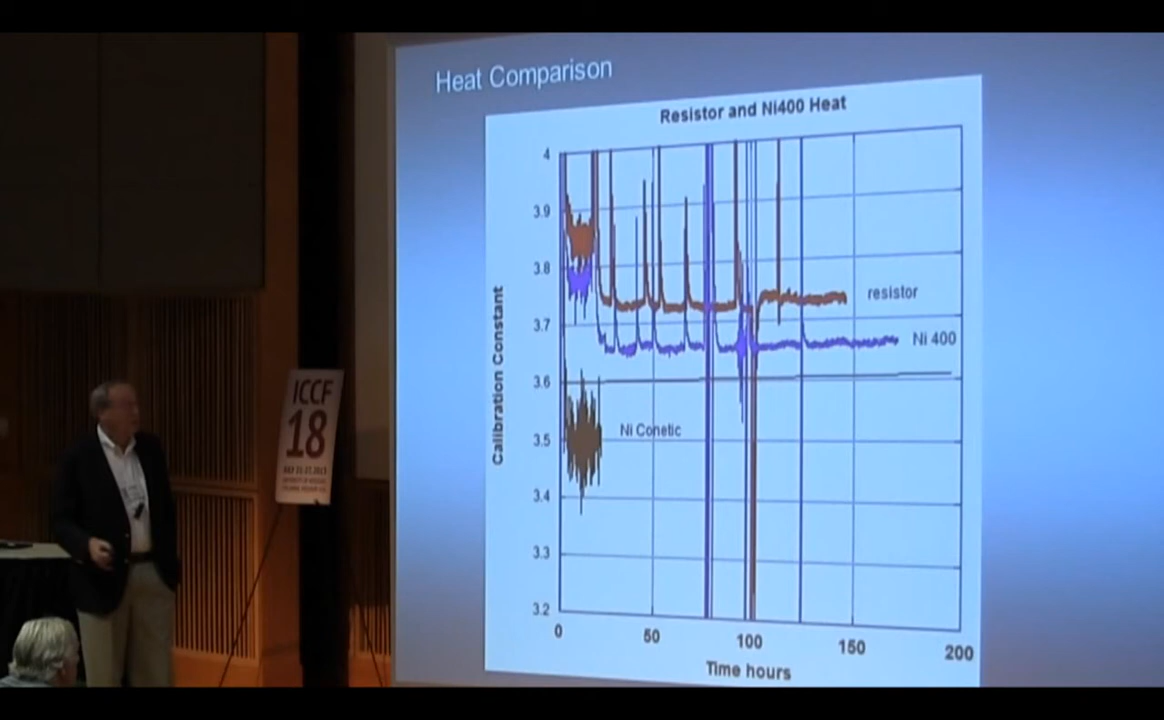 Heat Comparison
Resistor and Ni400 Heat
4
3.9
3.8
3.7
3.6
3.5
3.4
3.3
3.2
Calibration Constant
resistor
Ni 400
Ni Conetic
0
50
100
150
200
Time hours
ICCF
18